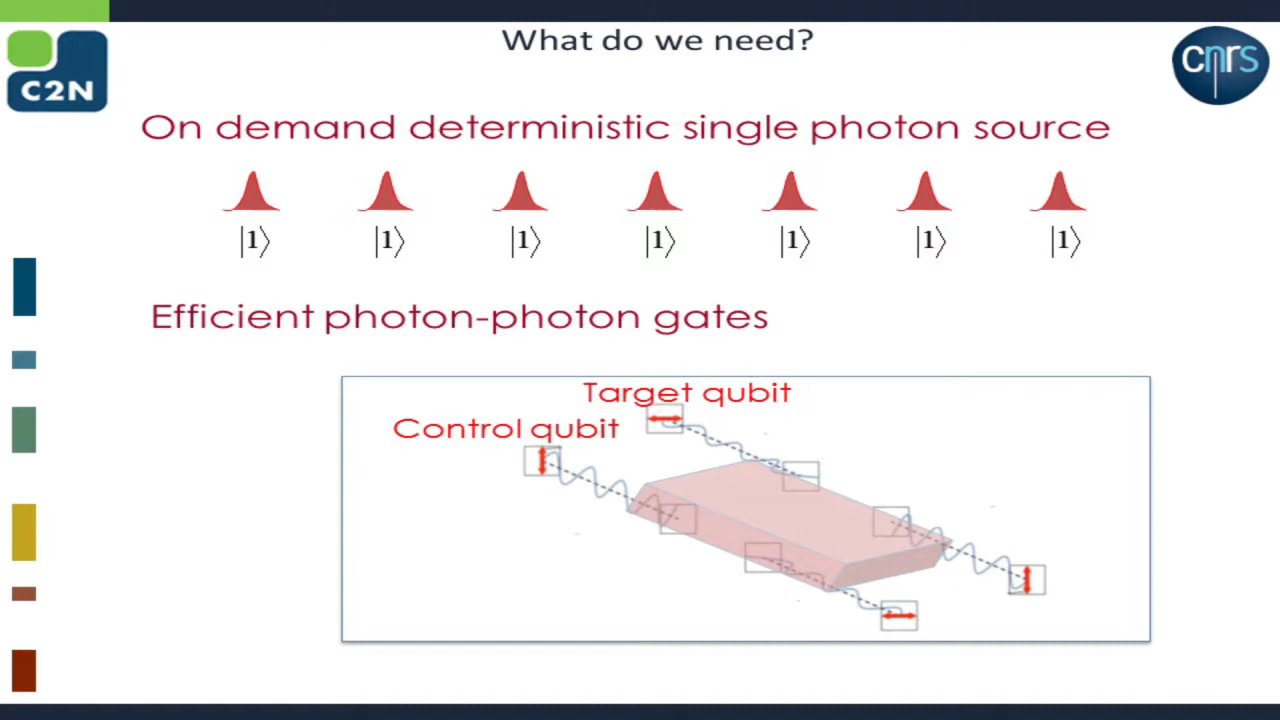 What do we need?
C2N
cnrs
On demand deterministic single photon source
|1⟩ |1⟩ |1⟩ |1⟩ |1⟩ |1⟩ |1⟩
Efficient photon-photon gates
Target qubit
Control qubit